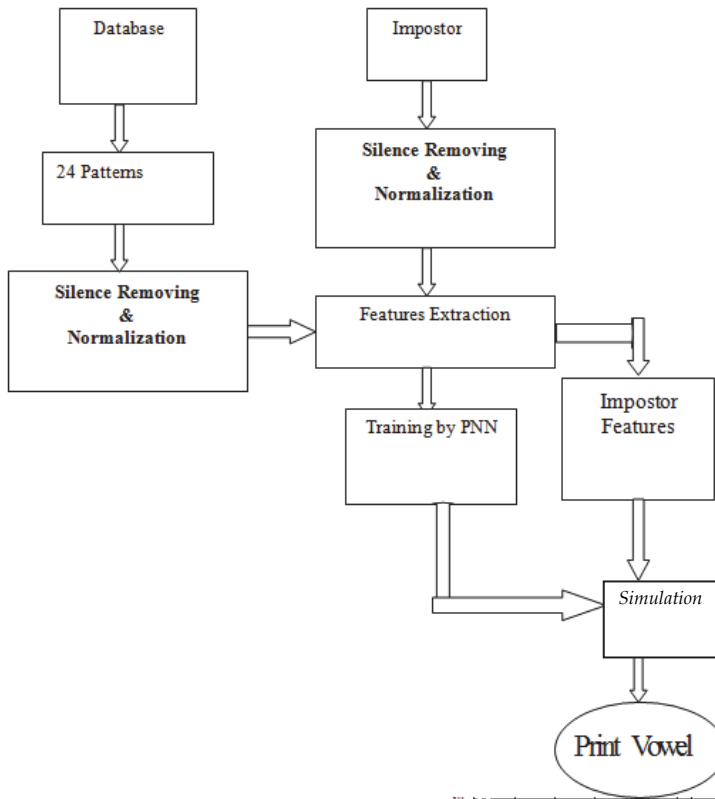 Database
Impostor
24 Patterns
Silence Removing
&
Normalization
Silence Removing
&
Normalization
Features Extraction
Training by PNN
Impostor
Features
Simulation
Print Vowel